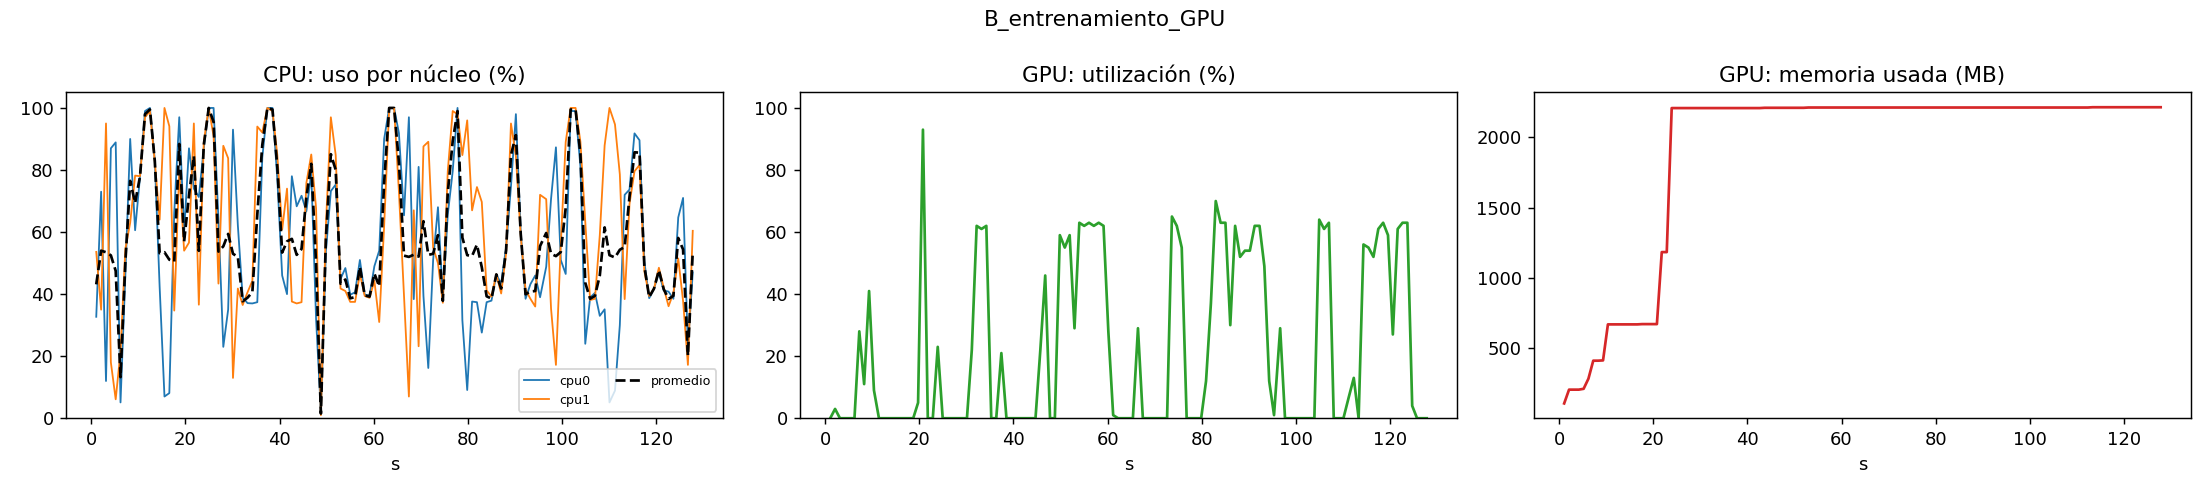 B_entrenamiento_GPU
CPU: uso por núcleo (%)
100
80
60
40
20
0
cpu0
cpu1
promedio
0 20 40 60 80 100 120
s
GPU: utilización (%)
100
80
60
40
20
0
0 20 40 60 80 100 120
s
GPU: memoria usada (MB)
2000
1500
1000
500
0 20 40 60 80 100 120
s